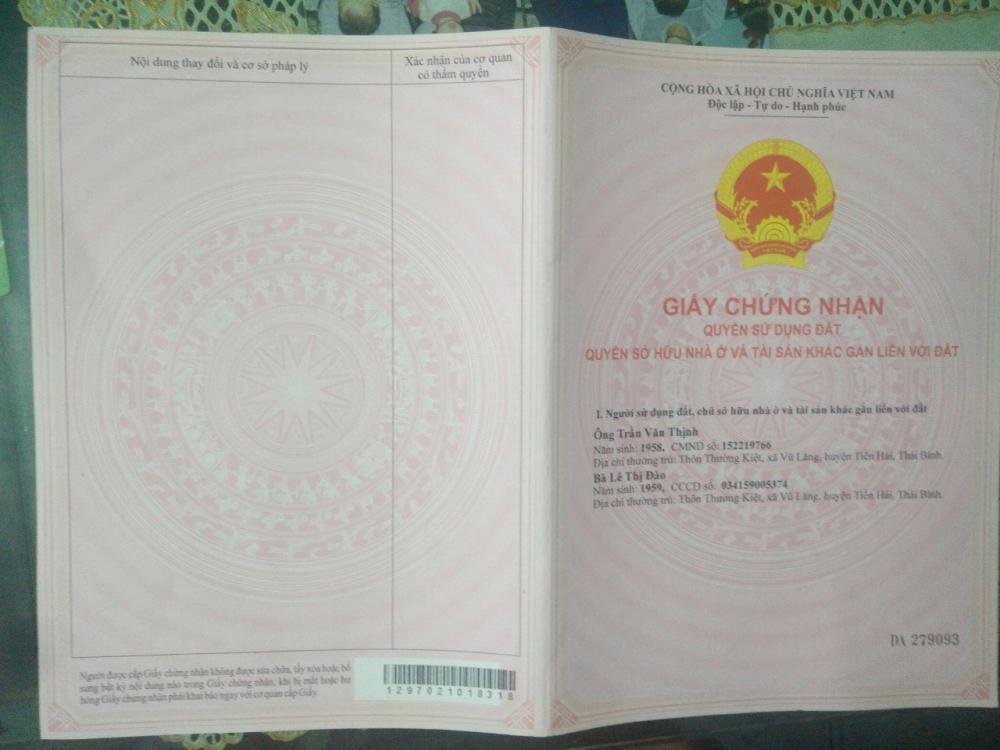 Nội dung thay đổi và cơ sở pháp lý
Xác nhận của cơ quan
có thẩm quyền
Người được cấp Giấy chứng nhận không được sửa chữa, tẩy xóa hoặc bổ
sung bất kỳ nội dung nào trong Giấy chứng nhận; khi bị mất hoặc hư
hỏng Giấy chứng nhận phải khai báo ngay với cơ quan cấp Giấy.
129702101831 8
CỘNG HÒA XÃ HỘI CHỦ NGHĨA VIỆT NAM
Độc lập - Tự do - Hạnh phúc
GIẤY CHỨNG NHẬN
QUYỀN SỬ DỤNG ĐẤT
QUYỀN SỞ HỮU NHÀ Ở VÀ TÀI SẢN KHÁC GẮN LIỀN VỚI ĐẤT
I. Người sử dụng đất, chủ sở hữu nhà ở và tài sản khác gắn liền với đất
Ông Trần Văn Thịnh
Năm sinh: 1958, CMND số: 152219766
Địa chỉ thường trú: Thôn Thường Kiệt, xã Vũ Lăng, huyện Tiền Hải, Thái Bình.
Bà Lê Thị Đào
Năm sinh: 1959, CCCD số: 034159005374
Địa chỉ thường trú: Thôn Thường Kiệt, xã Vũ Lăng, huyện Tiền Hải, Thái Bình.
DA 279093